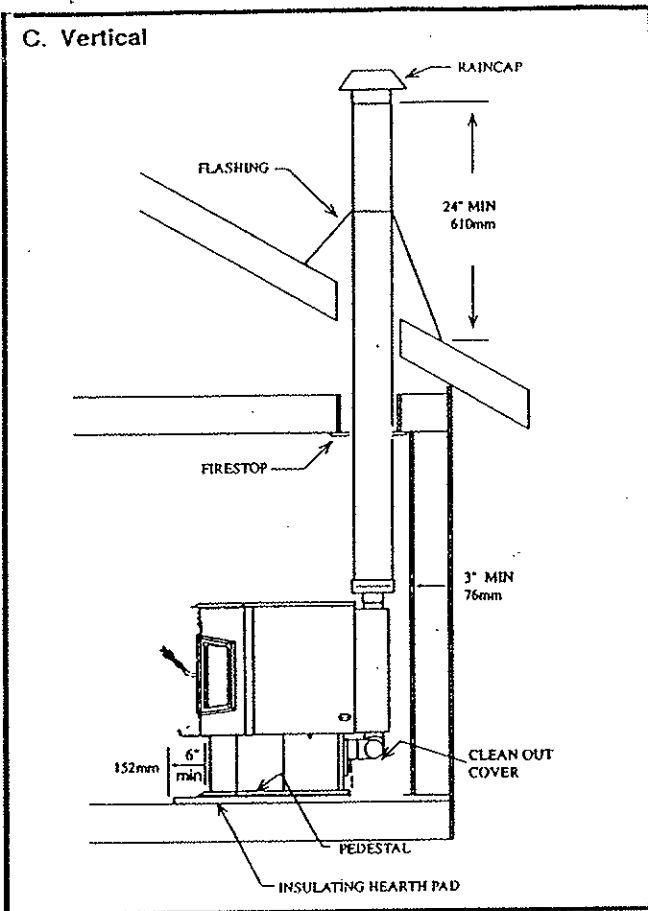 C. Vertical
RAINCAP
FLASHING
24" MIN
610mm
FIRESTOP
3" MIN
76mm
152mm
6"
min
CLEAN OUT
COVER
PEDESTAL
INSULATING HEARTH PAD